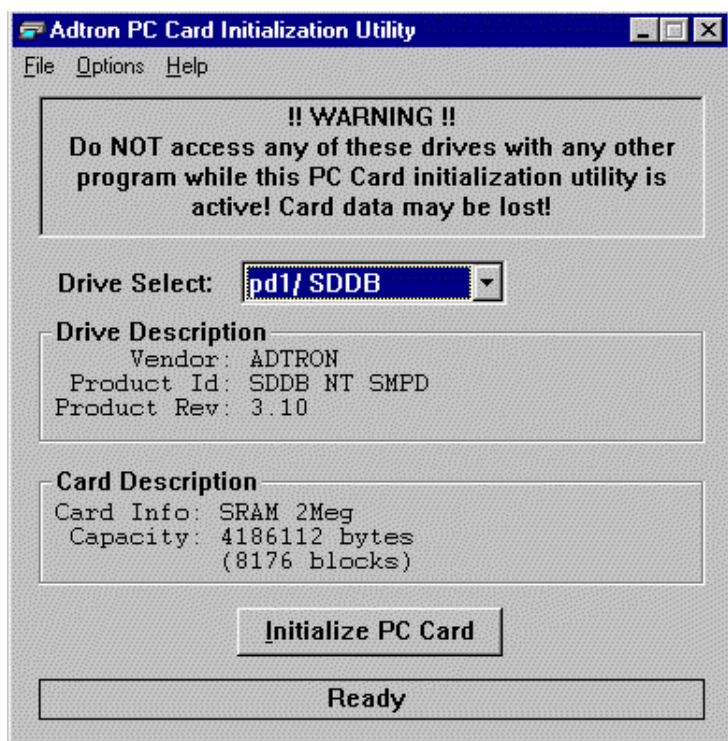 Adtron PC Card Initialization Utility
File Options Help
!! WARNING !!
Do NOT access any of these drives with any other
program while this PC Card initialization utility is
active! Card data may be lost!
Drive Select: pd1/ SDDB
Drive Description
Vendor: ADTRON
Product Id: SDDB NT SMPD
Product Rev: 3.10
Card Description
Card Info: SRAM 2Meg
Capacity: 4186112 bytes
(8176 blocks)
Initialize PC Card
Ready